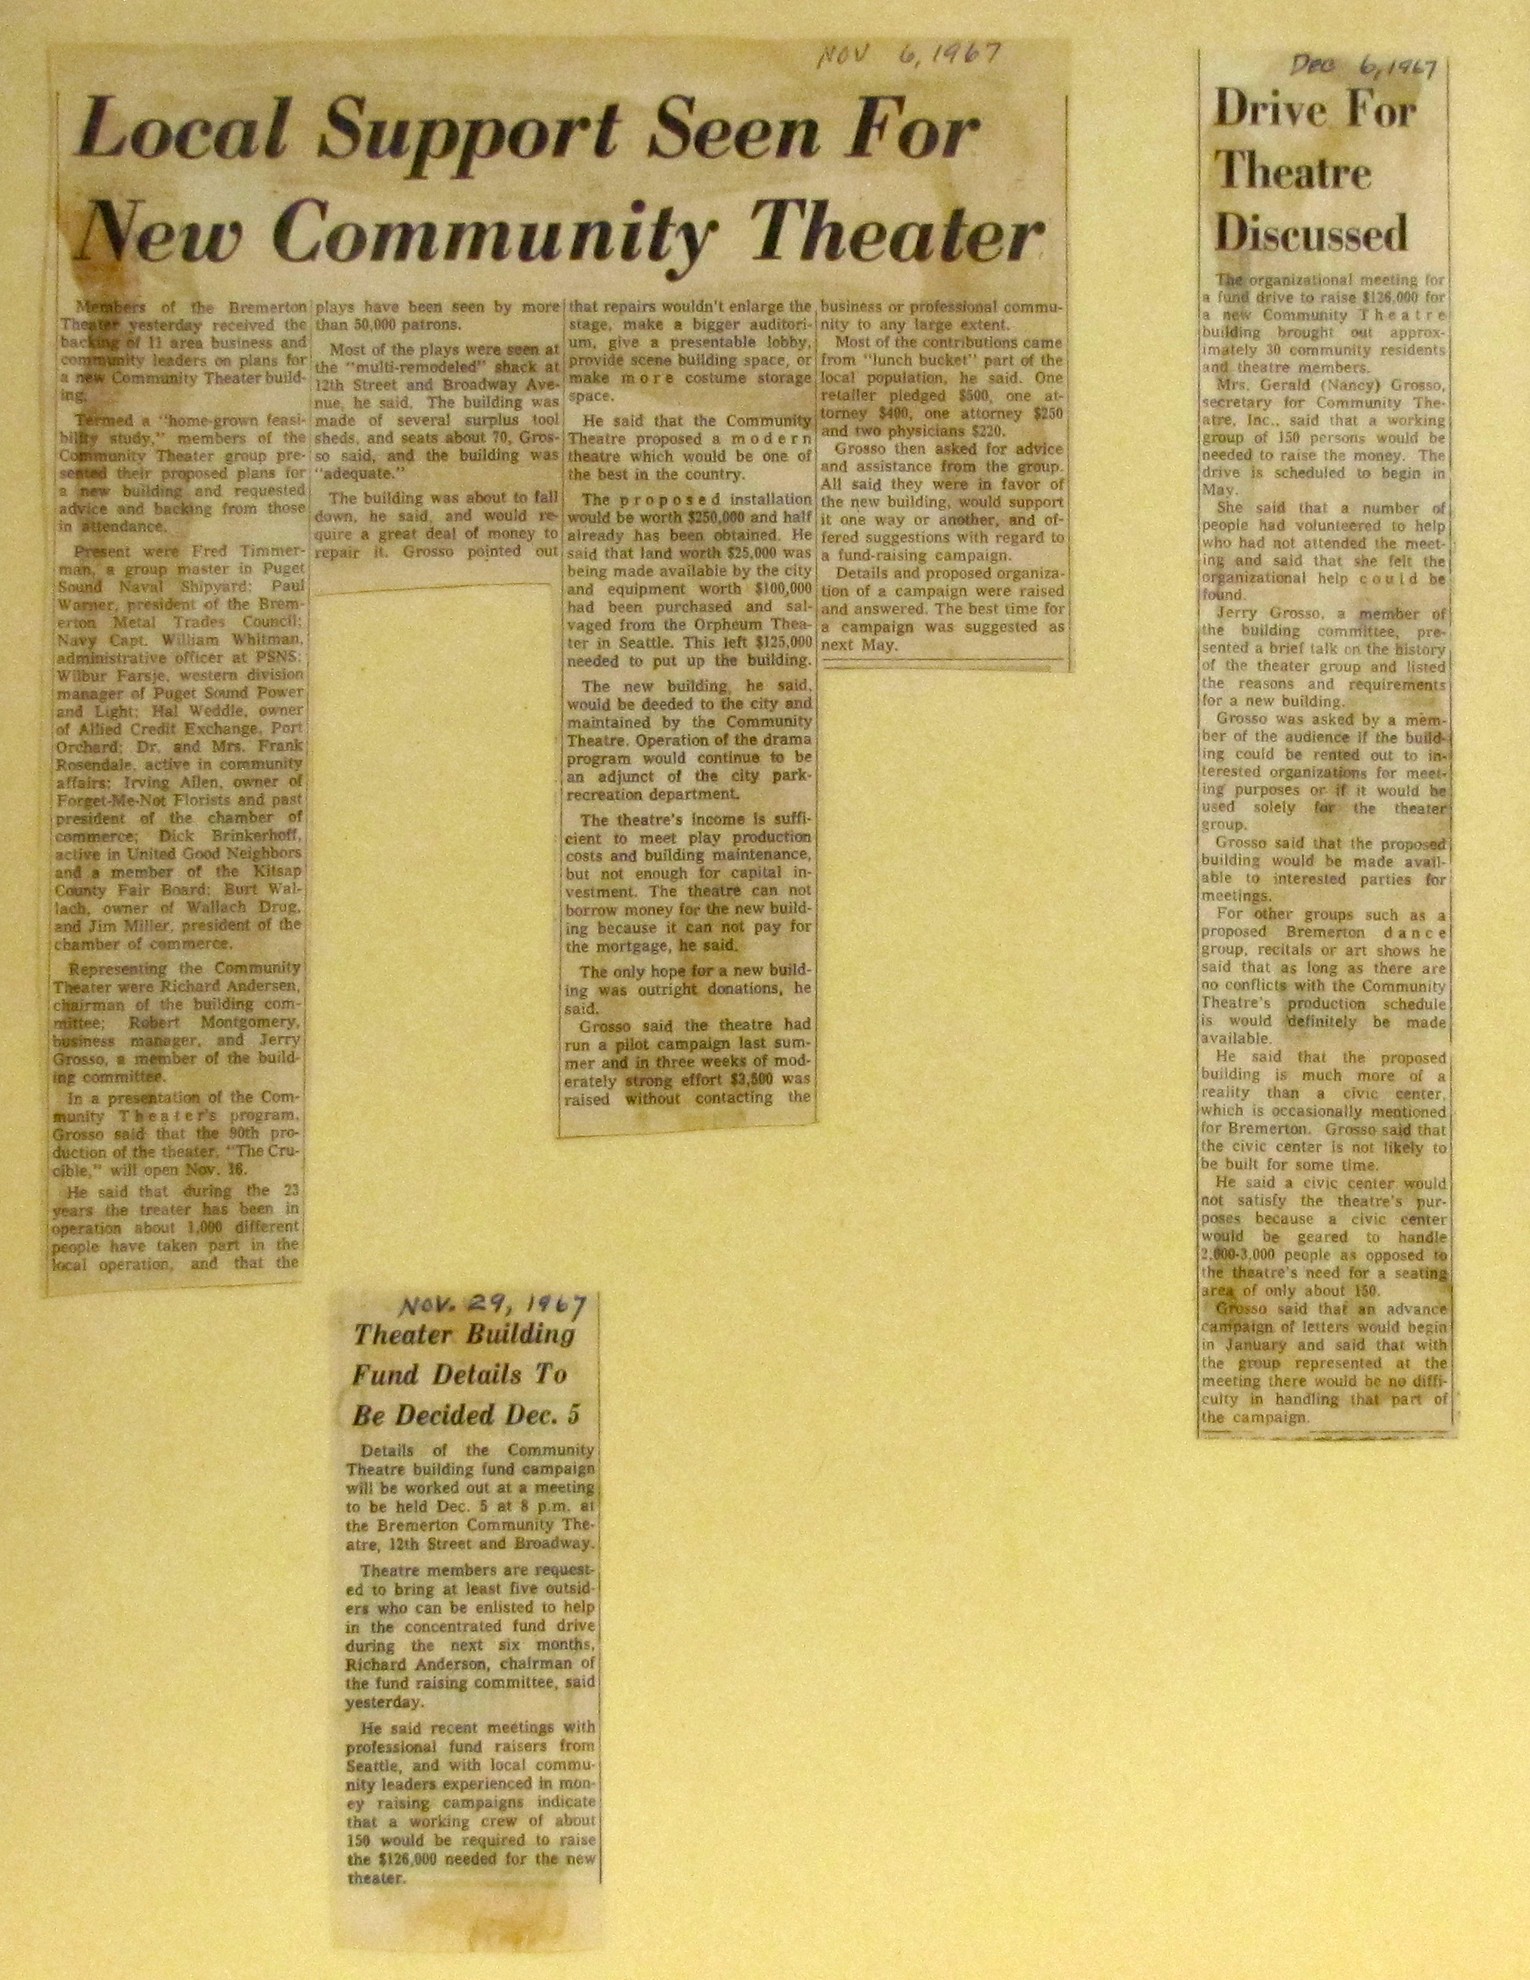 NOV 6, 1967
Local Support Seen For
New Community Theater
Members of the Bremerton
Theater yesterday received the
backing of 11 area business and
community leaders on plans for
a new Community Theater build-
ing.
Termed a "home-grown feasi-
bility study," members of the
Community Theater group pre-
sented their proposed plans for
a new building and requested
advice and backing from those
in attendance.
Present were Fred Timmer-
man, a group master in Puget
Sound Naval Shipyard; Paul
Warner, president of the Brem-
erton Metal Trades Council;
Navy Capt. William Whitman,
administrative officer at PSNS;
Wilbur Farsje, western division
manager of Puget Sound Power
and Light; Hal Weddle, owner
of Allied Credit Exchange, Port
Orchard; Dr. and Mrs. Frank
Rosendale, active in community
affairs; Irving Allen, owner of
Forget-Me-Not Florists and past
president of the chamber of
commerce; Dick Brinkerhoff,
active in United Good Neighbors
and a member of the Kitsap
County Fair Board; Burt Wal-
lach, owner of Wallach Drug,
and Jim Miller, president of the
chamber of commerce.
Representing the Community
Theater were Richard Andersen,
chairman of the building com-
mittee; Robert Montgomery,
business manager, and Jerry
Grosso, a member of the build-
ing committee.
In a presentation of the Com-
munity Theater's program,
Grosso said that the 90th pro-
duction of the theater, "The Cru-
cible," will open Nov. 16.
He said that during the 23
years the treater has been in
operation about 1,000 different
people have taken part in the
local operation, and that the
plays have been seen by more
than 50,000 patrons.
Most of the plays were seen at
the "multi-remodeled" shack at
12th Street and Broadway Ave-
nue, he said. The building was
made of several surplus tool
sheds, and seats about 70, Gros-
so said, and the building was
"adequate."
The building was about to fall
down, he said, and would re-
quire a great deal of money to
repair it. Grosso pointed out
that repairs wouldn't enlarge the
stage, make a bigger auditori-
um, give a presentable lobby,
provide scene building space, or
make more costume storage
space.
He said that the Community
Theatre proposed a modern
theatre which would be one of
the best in the country.
The proposed installation
would be worth $250,000 and half
already has been obtained. He
said that land worth $25,000 was
being made available by the city
and equipment worth $100,000
had been purchased and sal-
vaged from the Orpheum Thea-
ter in Seattle. This left $125,000
needed to put up the building.
The new building, he said,
would be deeded to the city and
maintained by the Community
Theatre. Operation of the drama
program would continue to be
an adjunct of the city park-
recreation department.
The theatre's income is suffi-
cient to meet play production
costs and building maintenance,
but not enough for capital in-
vestment. The theatre can not
borrow money for the new build-
ing because it can not pay for
the mortgage, he said.
The only hope for a new build-
ing was outright donations, he
said.
Grosso said the theatre had
run a pilot campaign last sum-
mer and in three weeks of mod-
erately strong effort $3,500 was
raised without contacting the
business or professional commu-
nity to any large extent.
Most of the contributions came
from "lunch bucket" part of the
local population, he said. One
retailer pledged $500, one at-
torney $400, one attorney $250
and two physicians $220.
Grosso then asked for advice
and assistance from the group.
All said they were in favor of
the new building, would support
it one way or another, and of-
fered suggestions with regard to
a fund-raising campaign.
Details and proposed organiza-
tion of a campaign were raised
and answered. The best time for
a campaign was suggested as
next May.
NOV. 29, 1967
Theater Building
Fund Details To
Be Decided Dec. 5
Details of the Community
Theatre building fund campaign
will be worked out at a meeting
to be held Dec. 5 at 8 p.m. at
the Bremerton Community The-
atre, 12th Street and Broadway.
Theatre members are request-
ed to bring at least five outsid-
ers who can be enlisted to help
in the concentrated fund drive
during the next six months,
Richard Anderson, chairman of
the fund raising committee, said
yesterday.
He said recent meetings with
professional fund raisers from
Seattle, and with local commu-
nity leaders experienced in mon-
ey raising campaigns indicate
that a working crew of about
150 would be required to raise
the $126,000 needed for the new
theater.
Dec 6, 1967
Drive For
Theatre
Discussed
The organizational meeting for
a fund drive to raise $126,000 for
a new Community Theatre
building brought out approx-
imately 30 community residents
and theatre members.
Mrs. Gerald (Nancy) Grosso,
secretary for Community The-
atre, Inc., said that a working
group of 150 persons would be
needed to raise the money. The
drive is scheduled to begin in
May.
She said that a number of
people had volunteered to help
who had not attended the meet-
ing and said that she felt the
organizational help could be
found.
Jerry Grosso, a member of
the building committee, pre-
sented a brief talk on the history
of the theater group and listed
the reasons and requirements
for a new building.
Grosso was asked by a mem-
ber of the audience if the build-
ing could be rented out to in-
terested organizations for meet-
ing purposes or if it would be
used solely for the theater
group.
Grosso said that the proposed
building would be made avail-
able to interested parties for
meetings.
For other groups such as a
proposed Bremerton dance
group, recitals or art shows he
said that as long as there are
no conflicts with the Community
Theatre's production schedule
is would definitely be made
available.
He said that the proposed
building is much more of a
reality than a civic center,
which is occasionally mentioned
for Bremerton. Grosso said that
the civic center is not likely to
be built for some time.
He said a civic center would
not satisfy the theatre's pur-
poses because a civic center
would be geared to handle
2,000-3,000 people as opposed to
the theatre's need for a seating
area of only about 150.
Grosso said that an advance
campaign of letters would begin
in January and said that with
the group represented at the
meeting there would be no diffi-
culty in handling that part of
the campaign.